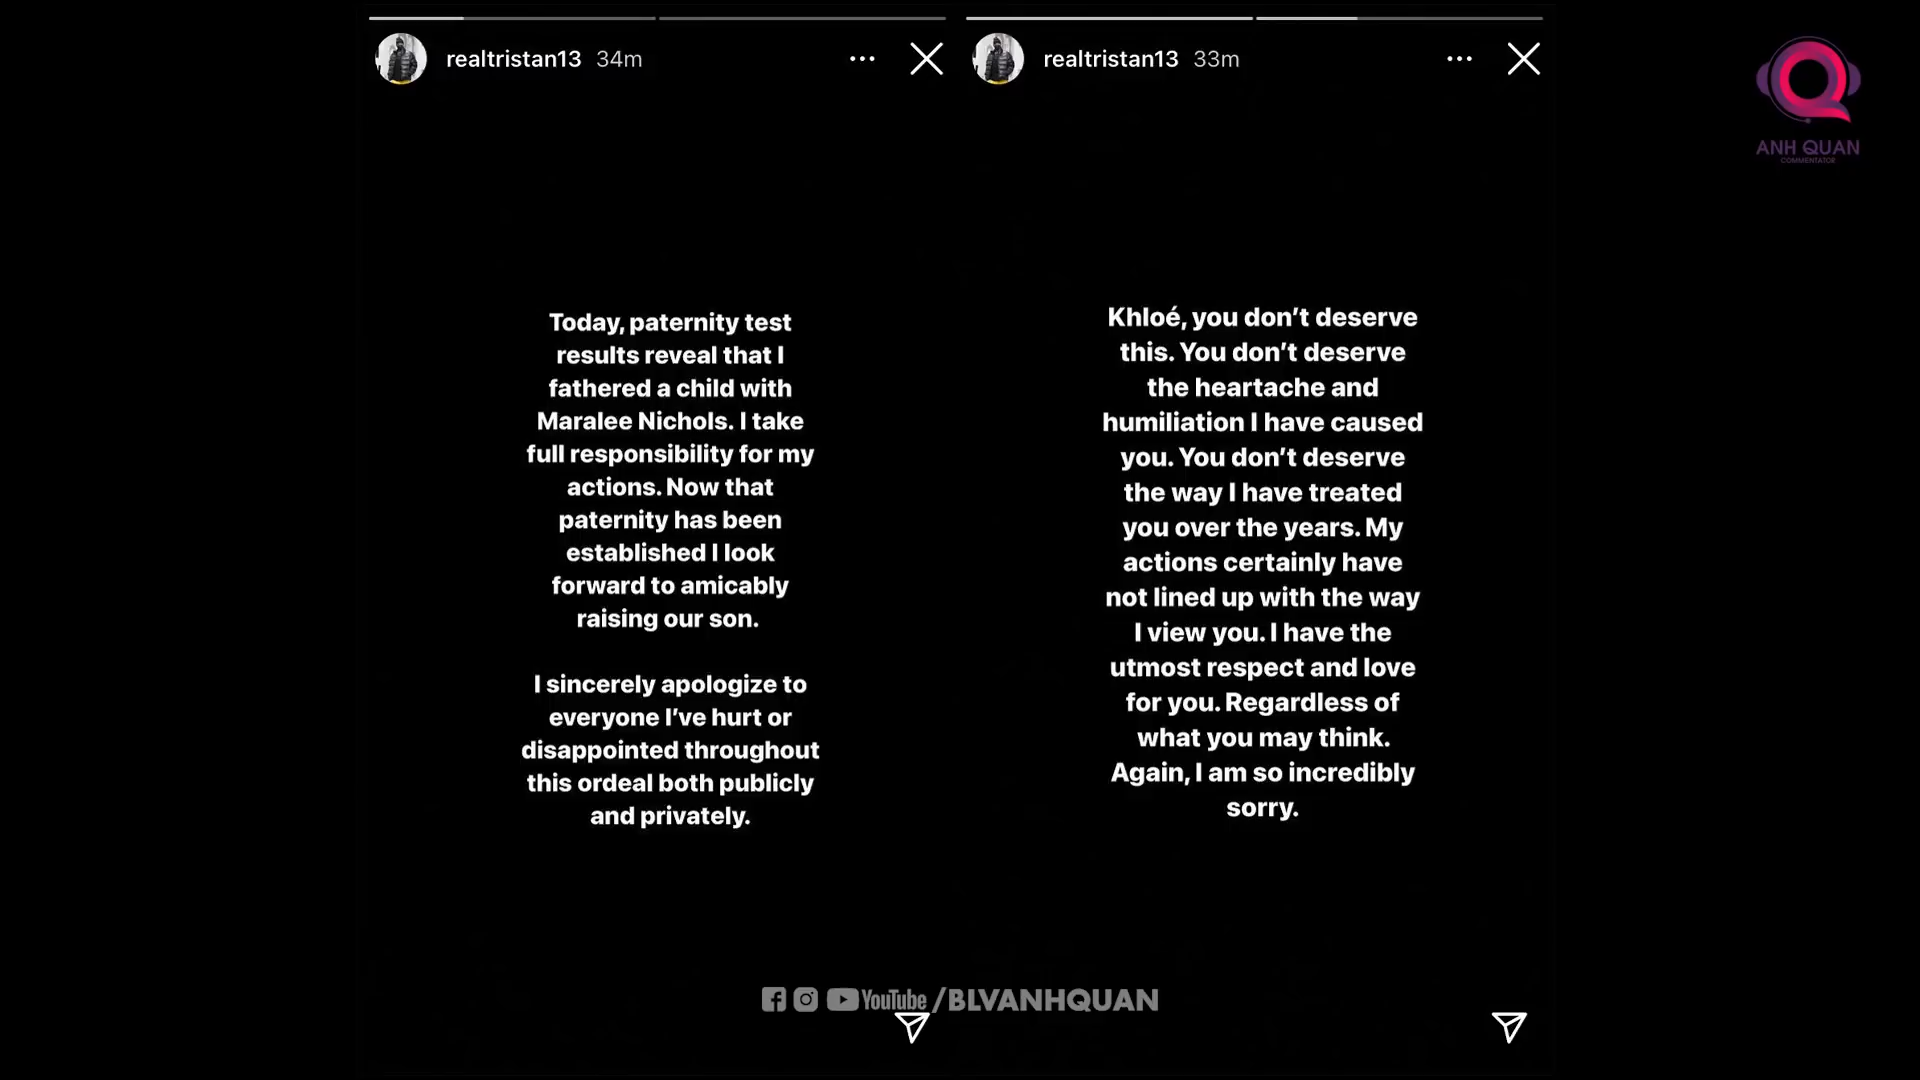 realtristan13 34m
Today, paternity test
results reveal that I
fathered a child with
Maralee Nichols. I take
full responsibility for my
actions. Now that
paternity has been
established I look
forward to amicably
raising our son.
I sincerely apologize to
everyone I’ve hurt or
disappointed throughout
this ordeal both publicly
and privately.
realtristan13 33m
Khloé, you don’t deserve
this. You don’t deserve
the heartache and
humiliation I have caused
you. You don’t deserve
the way I have treated
you over the years. My
actions certainly have
not lined up with the way
I view you. I have the
utmost respect and love
for you. Regardless of
what you may think.
Again, I am so incredibly
sorry.
ANH QUAN
COMMENTATOR
YouTube /BLVANHQUAN